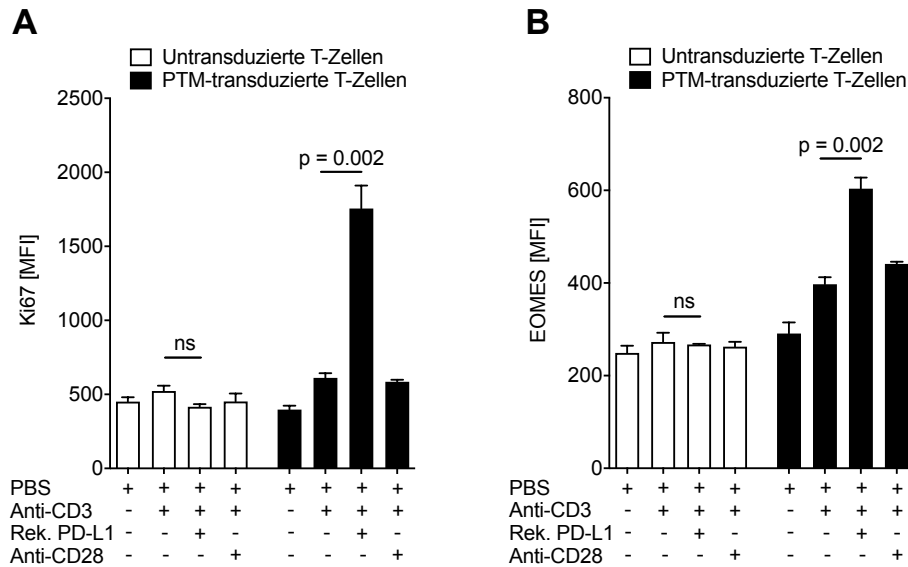 A
Untransduzierte T-Zellen
PTM-transduzierte T-Zellen
2500
2000
1500
1000
500
0
Ki67 [MFI]
ns
p = 0.002
PBS + + + + + + + +
Anti-CD3 - + + + - + + +
Rek. PD-L1 - - + - - - + -
Anti-CD28 - - - + - - - +
B
Untransduzierte T-Zellen
PTM-transduzierte T-Zellen
800
600
400
200
0
EOMES [MFI]
ns
p = 0.002
PBS + + + + + + + +
Anti-CD3 - + + + - + + +
Rek. PD-L1 - - + - - - + -
Anti-CD28 - - - + - - - +